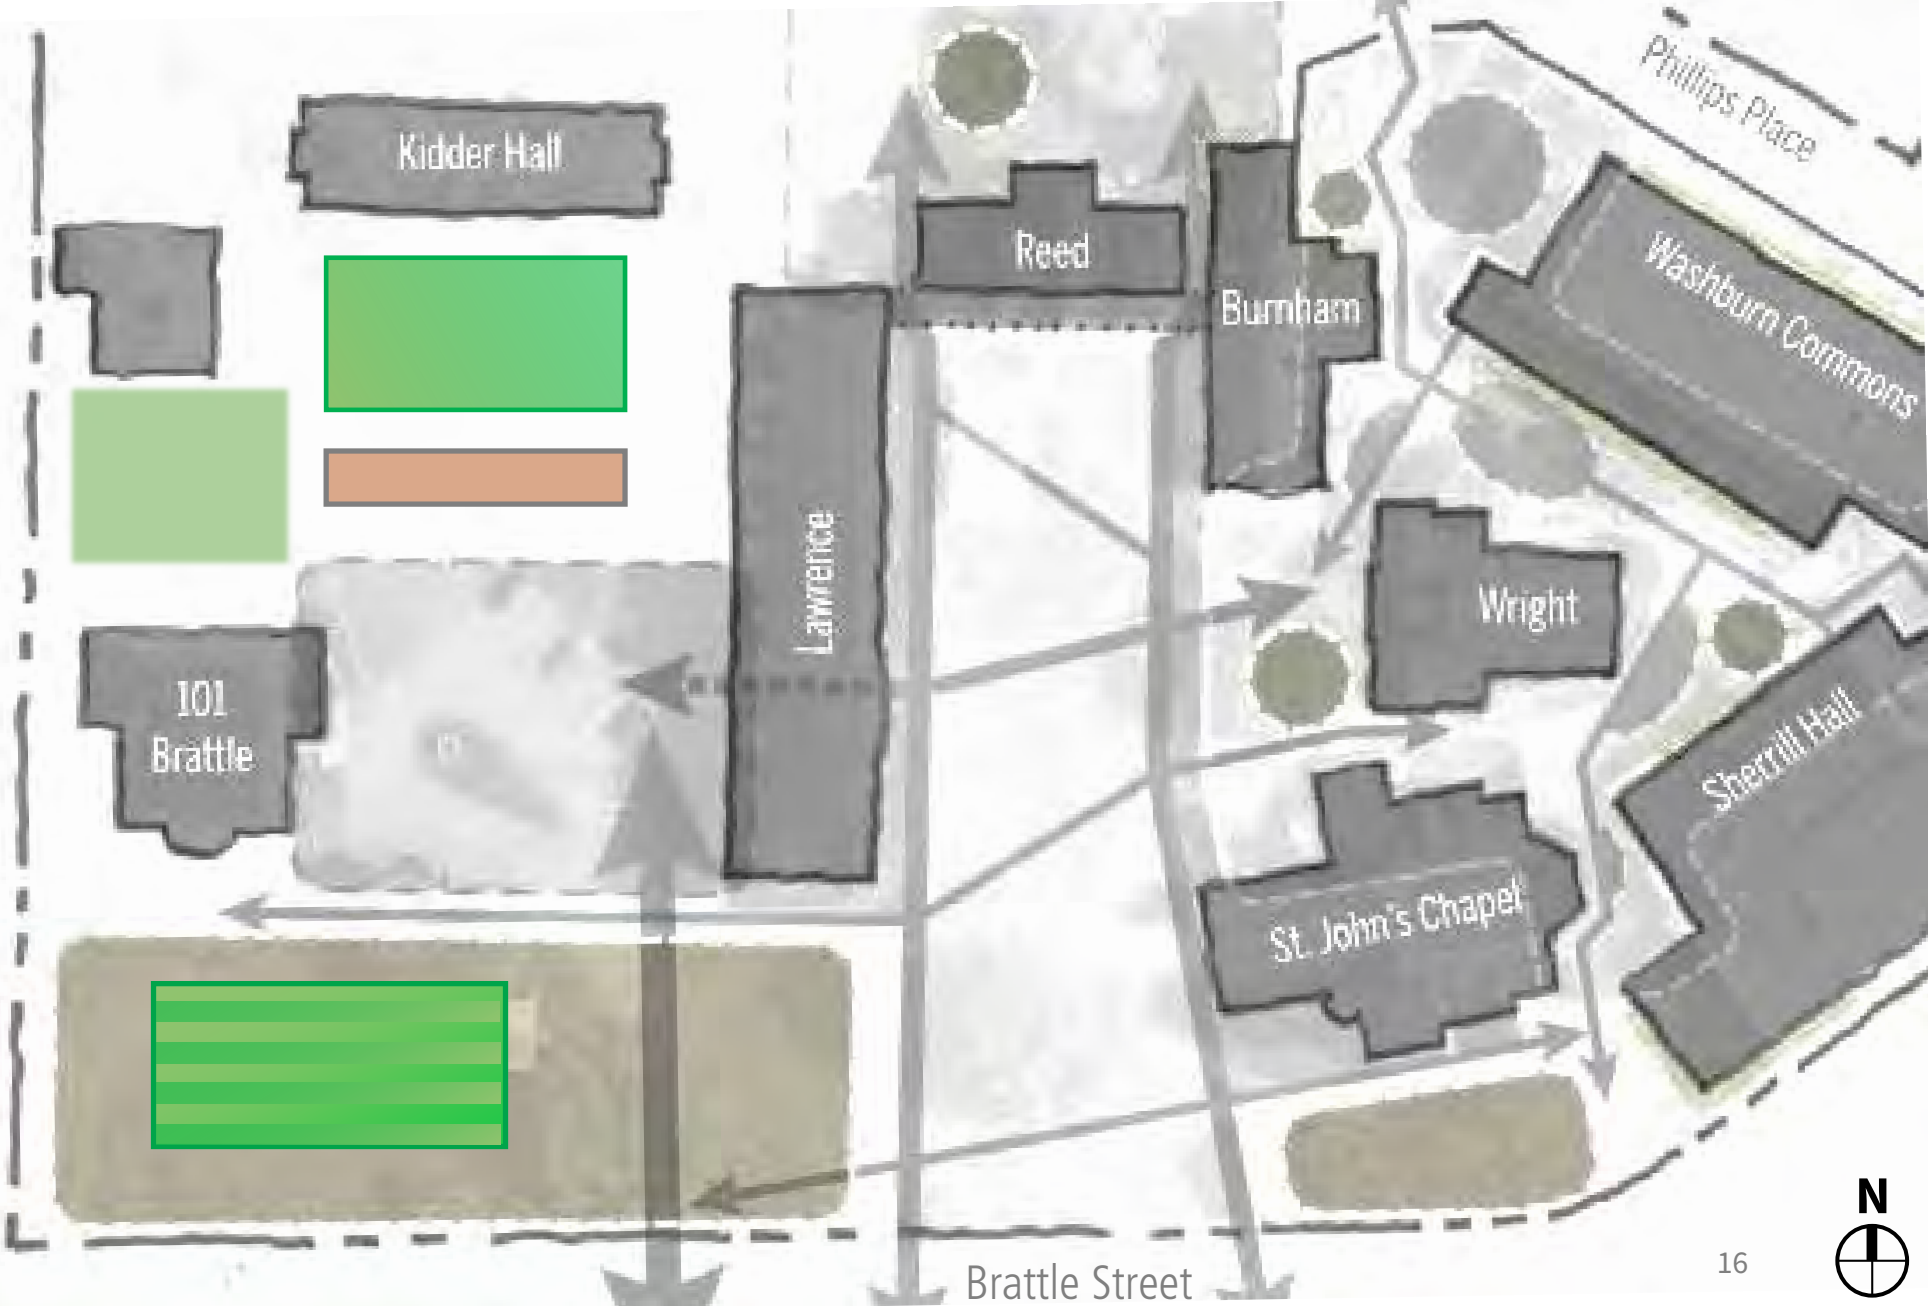 Phillips Place
Kidder Hall
Reed
Burnham
Washburn Commons
Lawrence
Wright
101
Brattle
Sherrill Hall
St. John's Chapel
N
16
Brattle Street